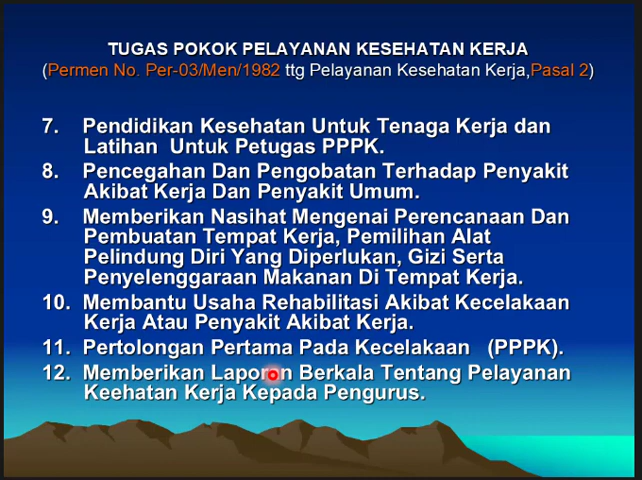 TUGAS POKOK PELAYANAN KESEHATAN KERJA
(Permen No. Per-03/Men/1982 ttg Pelayanan Kesehatan Kerja,Pasal 2)
7. Pendidikan Kesehatan Untuk Tenaga Kerja dan
Latihan Untuk Petugas PPPK.
8. Pencegahan Dan Pengobatan Terhadap Penyakit
Akibat Kerja Dan Penyakit Umum.
9. Memberikan Nasihat Mengenai Perencanaan Dan
Pembuatan Tempat Kerja, Pemilihan Alat
Pelindung Diri Yang Diperlukan, Gizi Serta
Penyelenggaraan Makanan Di Tempat Kerja.
10. Membantu Usaha Rehabilitasi Akibat Kecelakaan
Kerja Atau Penyakit Akibat Kerja.
11. Pertolongan Pertama Pada Kecelakaan (PPPK).
12. Memberikan Laporan Berkala Tentang Pelayanan
Keehatan Kerja Kepada Pengurus.